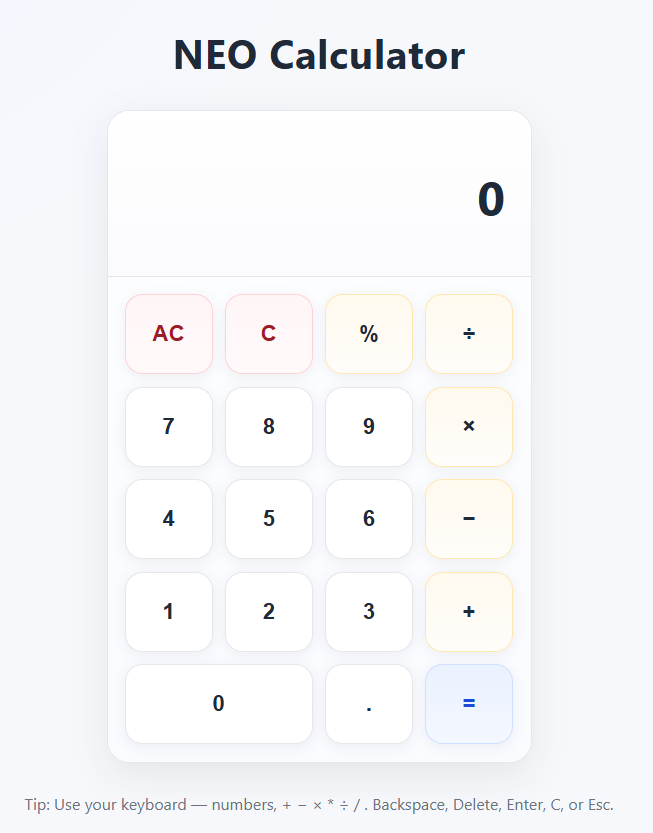 NEO Calculator
0
AC C % ÷
7 8 9 ×
4 5 6 −
1 2 3 +
0 . =
Tip: Use your keyboard — numbers, + − × * ÷ / . Backspace, Delete, Enter, C, or Esc.